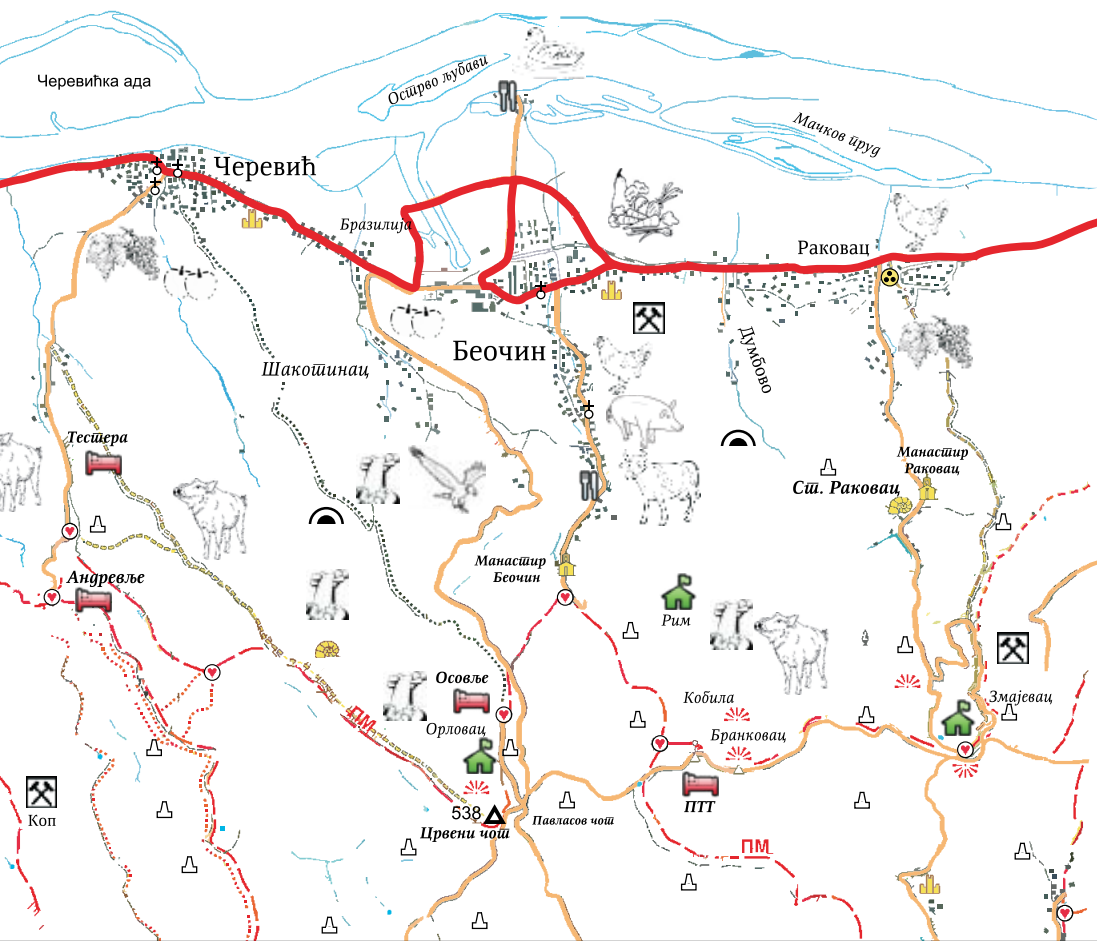 Черевићка ада
Острво љубави
Мачков пруд
Черевић
Бразилија
Раковац
Беочин
Шакотинац
Думбово
Тестера
Манастир
Раковац
Ст. Раковац
Манастир
Беочин
Андревље
Рим
Осовље
Орловац
Кобила
Бранковац
Змајевац
ПМ
ПТТ
Коп
538
Црвени чот
Павласов чот
ПМ